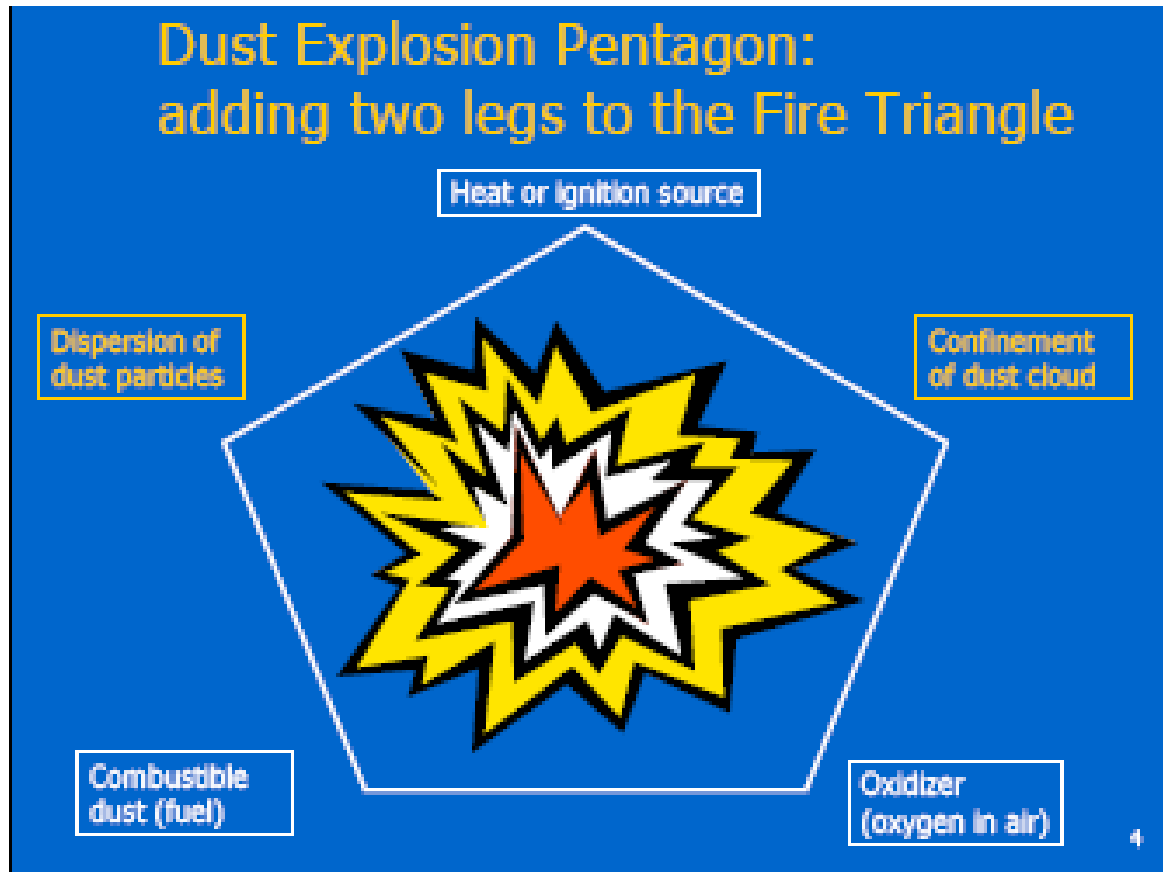 Dust Explosion Pentagon:
adding two legs to the Fire Triangle
Heat or ignition source
Dispersion of
dust particles
Confinement
of dust cloud
Combustible
dust (fuel)
Oxidizer
(oxygen in air)
4